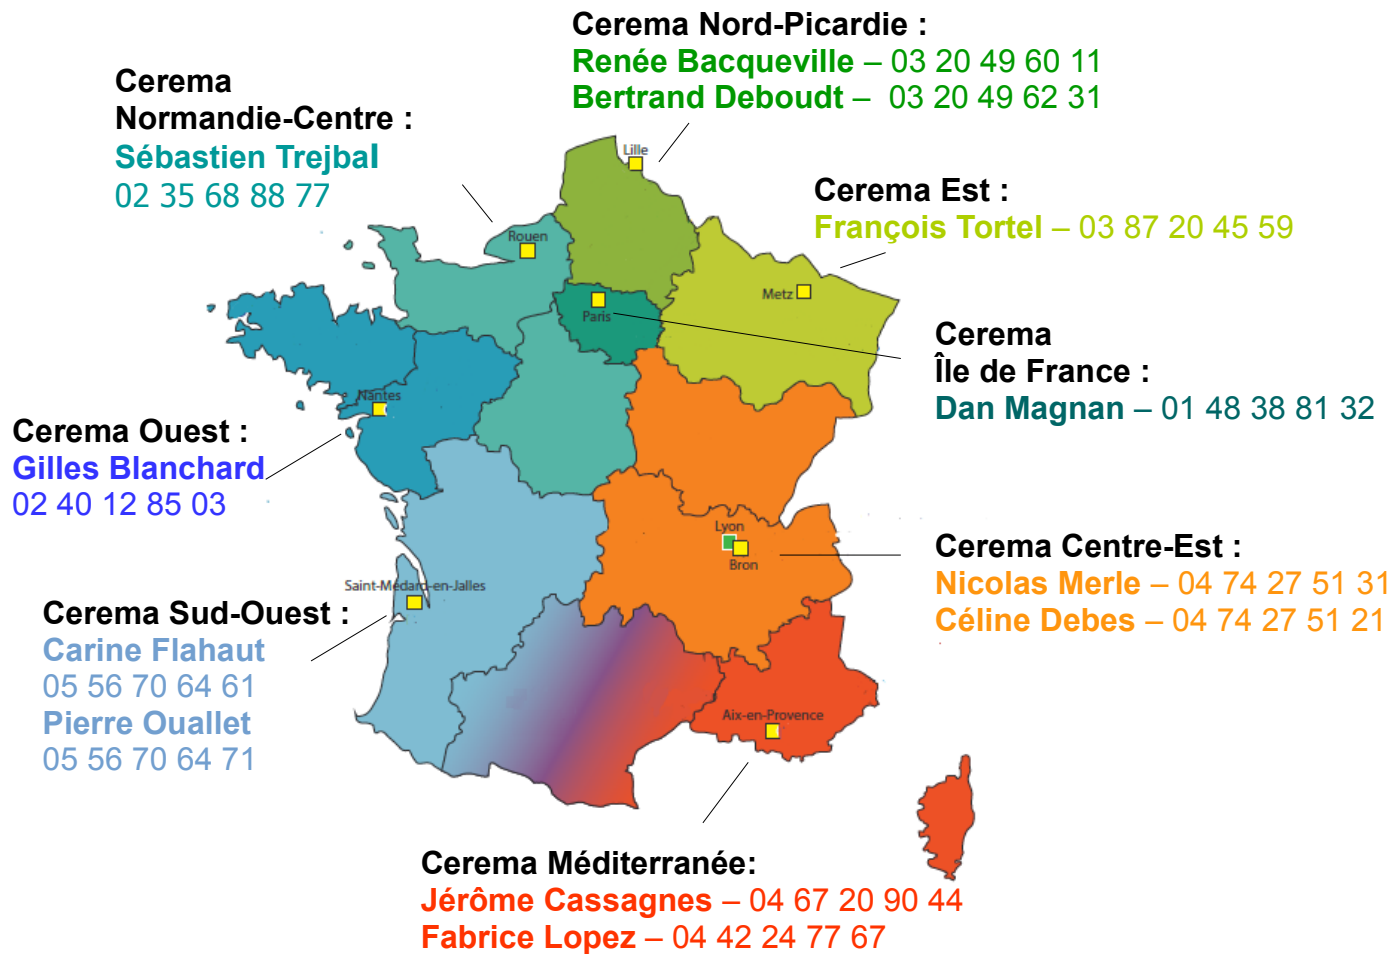 Cerema Nord-Picardie :
Renée Bacqueville – 03 20 49 60 11
Bertrand Deboudt – 03 20 49 62 31
Cerema
Normandie-Centre :
Sébastien Trejbal
02 35 68 88 77
Lille
Cerema Est :
François Tortel – 03 87 20 45 59
Rouen
Metz
Paris
Cerema
Île de France :
Dan Magnan – 01 48 38 81 32
Nantes
Cerema Ouest :
Gilles Blanchard
02 40 12 85 03
Lyon
Bron
Cerema Centre-Est :
Nicolas Merle – 04 74 27 51 31
Céline Debes – 04 74 27 51 21
Saint-Médard-en-Jalles
Cerema Sud-Ouest :
Carine Flahaut
05 56 70 64 61
Pierre Ouallet
05 56 70 64 71
Aix-en-Provence
Cerema Méditerranée:
Jérôme Cassagnes – 04 67 20 90 44
Fabrice Lopez – 04 42 24 77 67